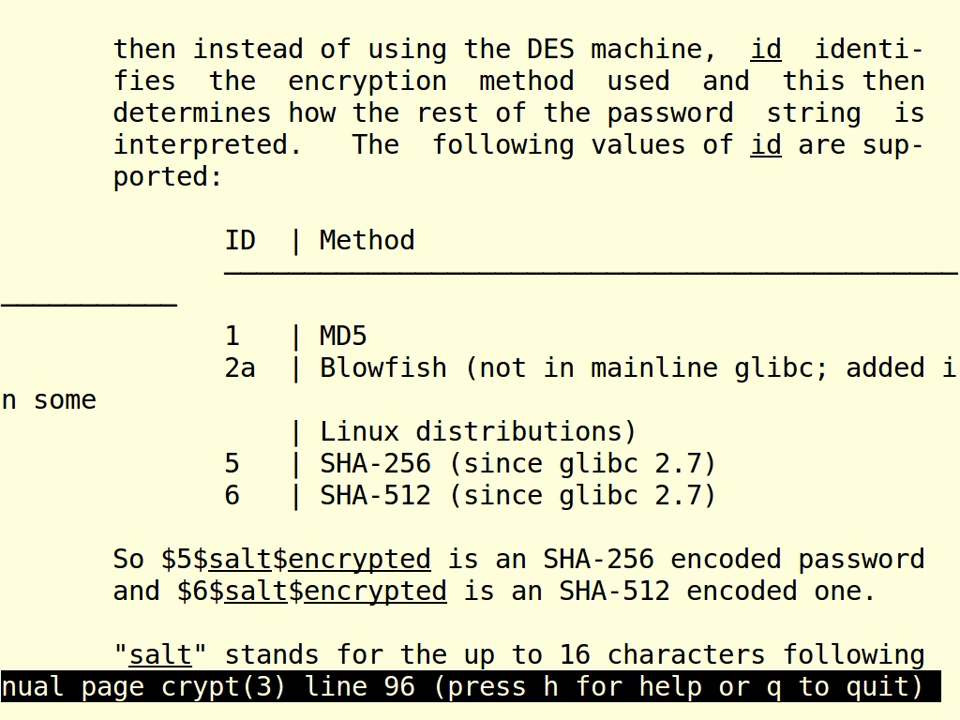 then instead of using the DES machine,  id  identi-
fies  the  encryption  method  used  and  this then
determines how the rest of the password  string  is
interpreted.   The  following values of id are sup-
ported:
ID  | Method
───────────────────────────────────────────────
───────────
1   | MD5
2a  | Blowfish (not in mainline glibc; added i
n some
    | Linux distributions)
5   | SHA-256 (since glibc 2.7)
6   | SHA-512 (since glibc 2.7)
So $5$salt$encrypted is an SHA-256 encoded password
and $6$salt$encrypted is an SHA-512 encoded one.
"salt" stands for the up to 16 characters following
nual page crypt(3) line 96 (press h for help or q to quit)